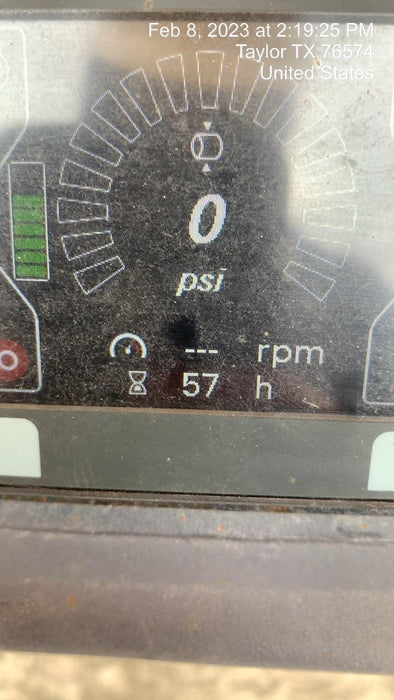 Feb 8, 2023 at 2:19:25 PM
Taylor TX 76574
United States
0
psi
--- rpm
57 h